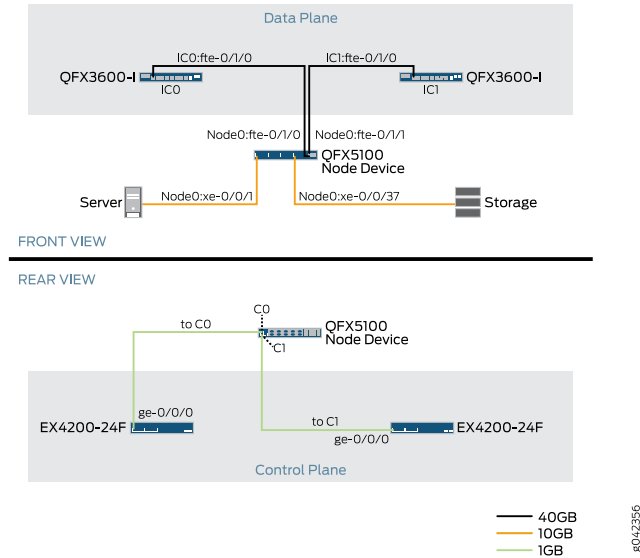 Data Plane
IC0:fte-0/1/0
IC1:fte-0/1/0
QFX3600-I
QFX3600-I
IC0
IC1
Node0:fte-0/1/0
Node0:fte-0/1/1
QFX5100
Node Device
Server
Node0:xe-0/0/1
Node0:xe-0/0/37
Storage
FRONT VIEW
REAR VIEW
C0
to C0
QFX5100
Node Device
C1
ge-0/0/0
EX4200-24F
to C1
EX4200-24F
ge-0/0/0
Control Plane
40GB
10GB
1GB
g042356